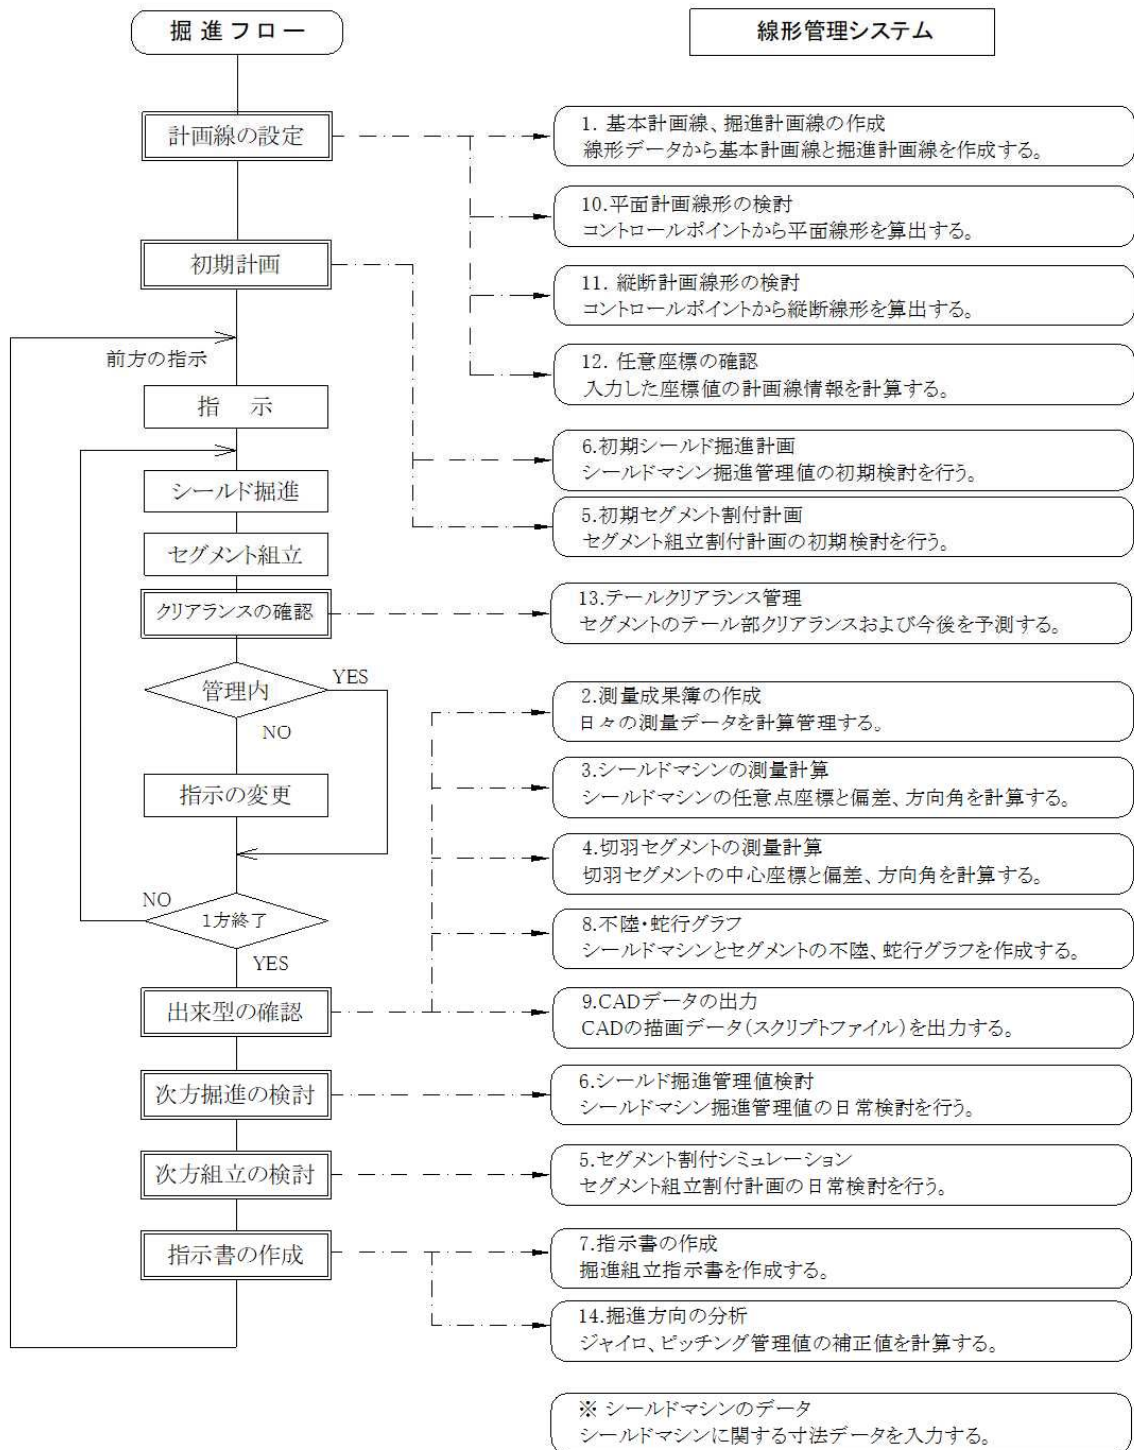 掘進フロー
線形管理システム
計画線の設定
1. 基本計画線、掘進計画線の作成
線形データから基本計画線と掘進計画線を作成する。
10.平面計画線形の検討
コントロールポイントから平面線形を算出する。
初期計画
11. 縦断計画線形の検討
コントロールポイントから縦断線形を算出する。
前方の指示
12. 任意座標の確認
入力した座標値の計画線情報を計算する。
指 示
6.初期シールド掘進計画
シールドマシン掘進管理値の初期検討を行う。
シールド掘進
5.初期セグメント割付計画
セグメント組立割付計画の初期検討を行う。
セグメント組立
クリアランスの確認
13.テールクリアランス管理
セグメントのテール部クリアランスおよび今後を予測する。
管理内
YES
NO
2.測量成果簿の作成
日々の測量データを計算管理する。
指示の変更
3.シールドマシンの測量計算
シールドマシンの任意点座標と偏差、方向角を計算する。
4.切羽セグメントの測量計算
切羽セグメントの中心座標と偏差、方向角を計算する。
NO
1方終了
YES
8.不陸・蛇行グラフ
シールドマシンとセグメントの不陸、蛇行グラフを作成する。
出来型の確認
9.CADデータの出力
CADの描画データ(スクリプトファイル)を出力する。
次方掘進の検討
6.シールド掘進管理値検討
シールドマシン掘進管理値の日常検討を行う。
次方組立の検討
5.セグメント割付シミュレーション
セグメント組立割付計画の日常検討を行う。
指示書の作成
7.指示書の作成
掘進組立指示書を作成する。
14.掘進方向の分析
ジャイロ、ピッチング管理値の補正値を計算する。
※ シールドマシンのデータ
シールドマシンに関する寸法データを入力する。